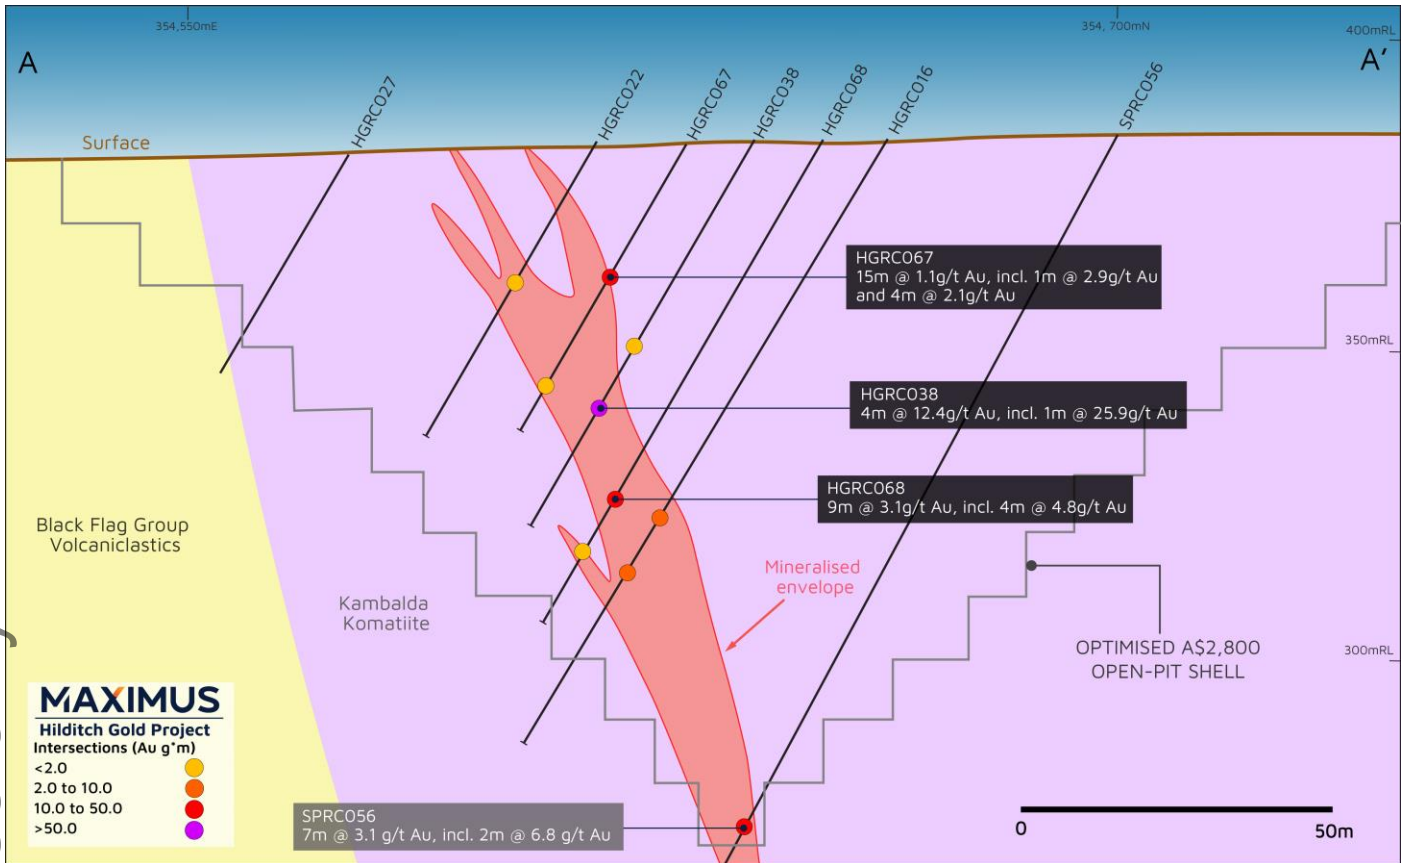 354,550mE
354, 700mN
400mRL
A
A'
HGRC027
HGRC022
HGRC067
HGRC038
HGRC068
HGRC016
SPRC056
Surface
HGRC067
15m @ 1.1g/t Au, incl. 1m @ 2.9g/t Au
and 4m @ 2.1g/t Au
350mRL
HGRC038
4m @ 12.4g/t Au, incl. 1m @ 25.9g/t Au
HGRC068
9m @ 3.1g/t Au, incl. 4m @ 4.8g/t Au
Black Flag Group
Volcaniclastics
Kambalda
Komatiite
Mineralised
envelope
OPTIMISED A$2,800
OPEN-PIT SHELL
300mRL
MAXIMUS
Hilditch Gold Project
Intersections (Au g*m)
<2.0
2.0 to 10.0
10.0 to 50.0
>50.0
SPRC056
7m @ 3.1 g/t Au, incl. 2m @ 6.8 g/t Au
0
50m